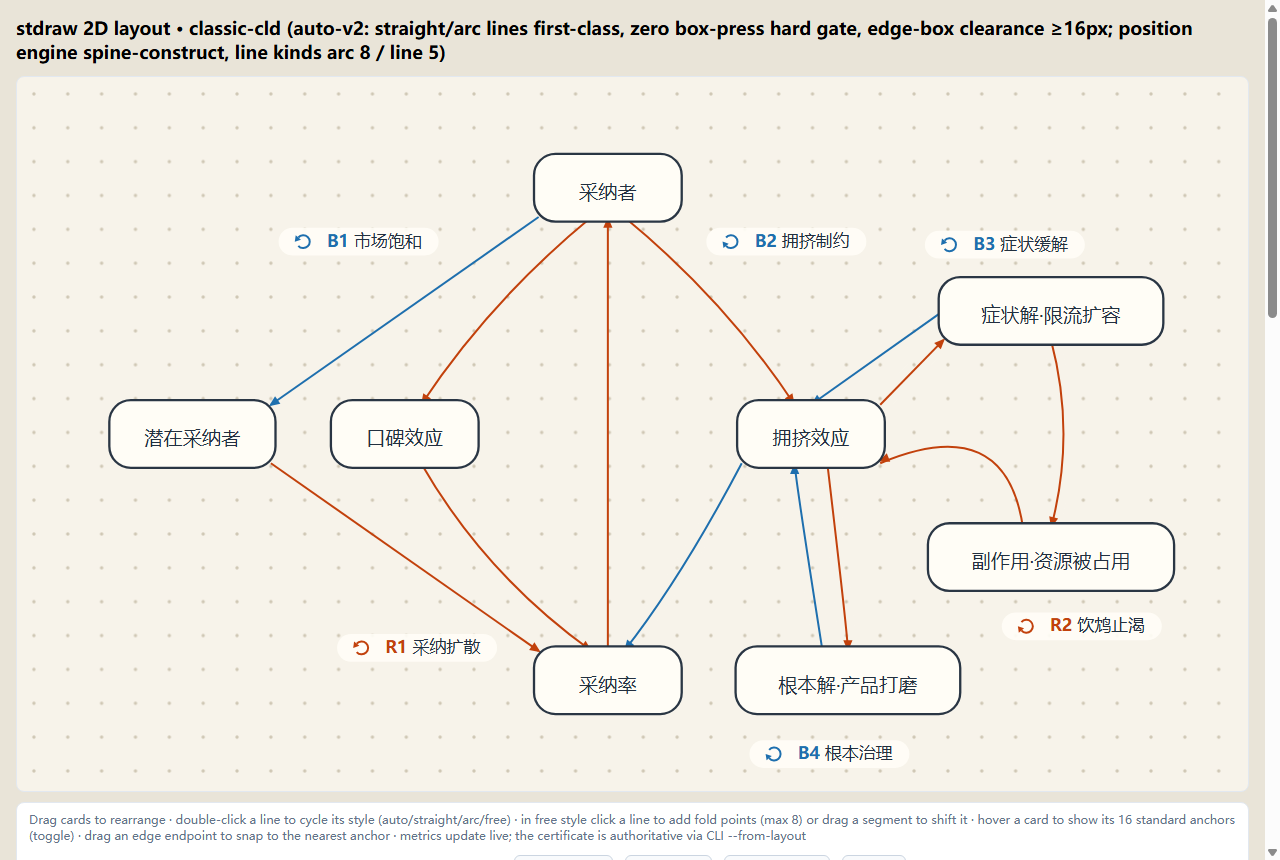 stdraw 2D layout • classic-cld (auto-v2: straight/arc lines first-class, zero box-press hard gate, edge-box clearance ≥16px; position
engine spine-construct, line kinds arc 8 / line 5)
采纳者
B1 市场饱和
B2 拥挤制约
B3 症状缓解
症状解·限流扩容
潜在采纳者
口碑效应
拥挤效应
副作用·资源被占用
R2 饮鸩止渴
R1 采纳扩散
采纳率
根本解·产品打磨
B4 根本治理
Drag cards to rearrange · double-click a line to cycle its style (auto/straight/arc/free) · in free style click a line to add fold points (max 8) or drag a segment to shift it · hover a card to show its 16 standard anchors
(toggle) · drag an edge endpoint to snap to the nearest anchor · metrics update live; the certificate is authoritative via CLI --from-layout